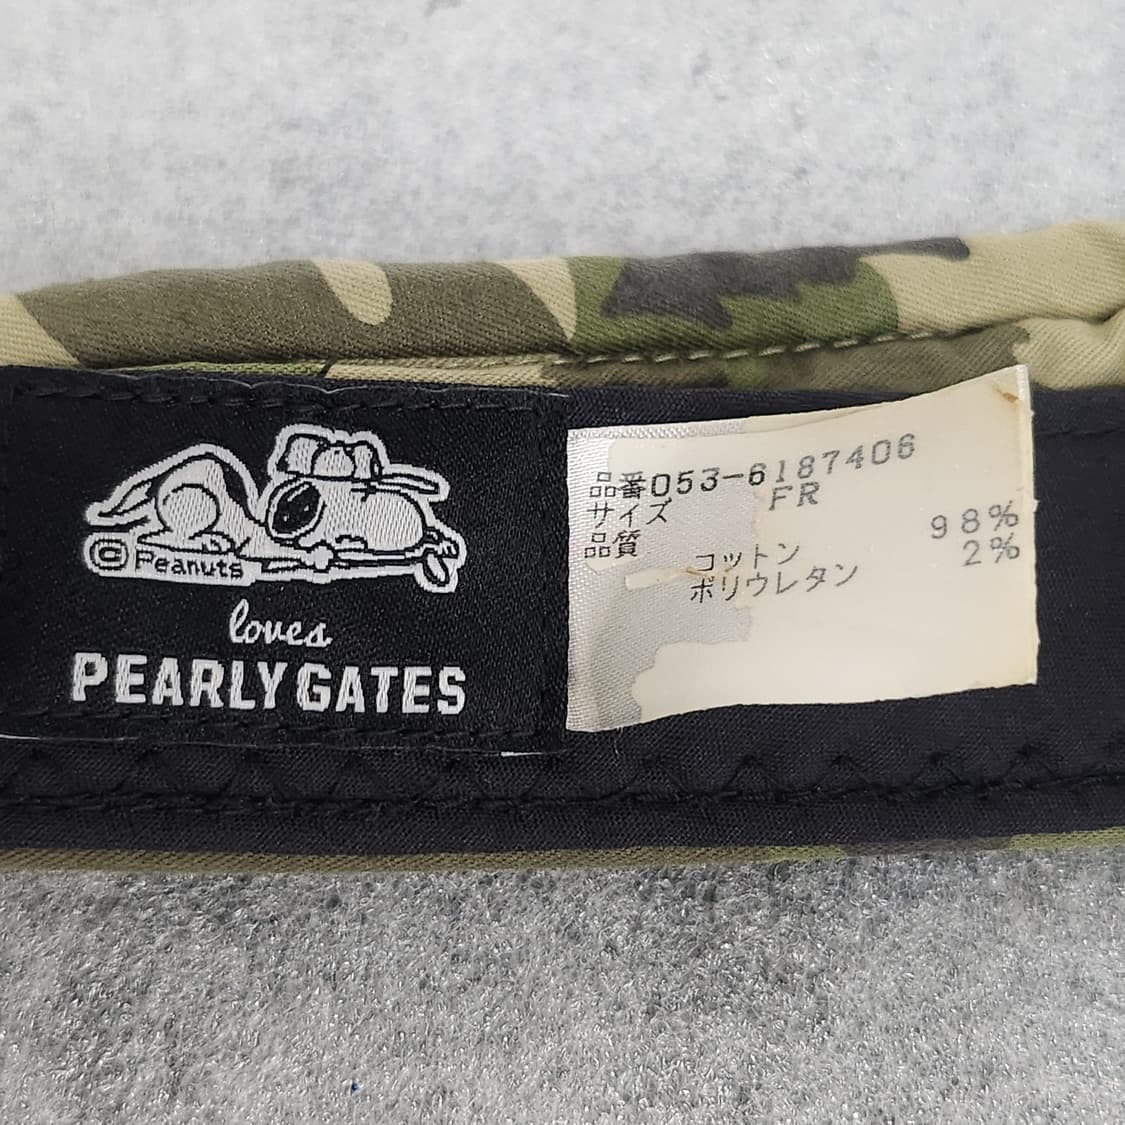 © Peanuts
loves
PEARLY GATES
品番053-6187406
サイズ FR
品質
コットン 98%
ポリウレタン 2%